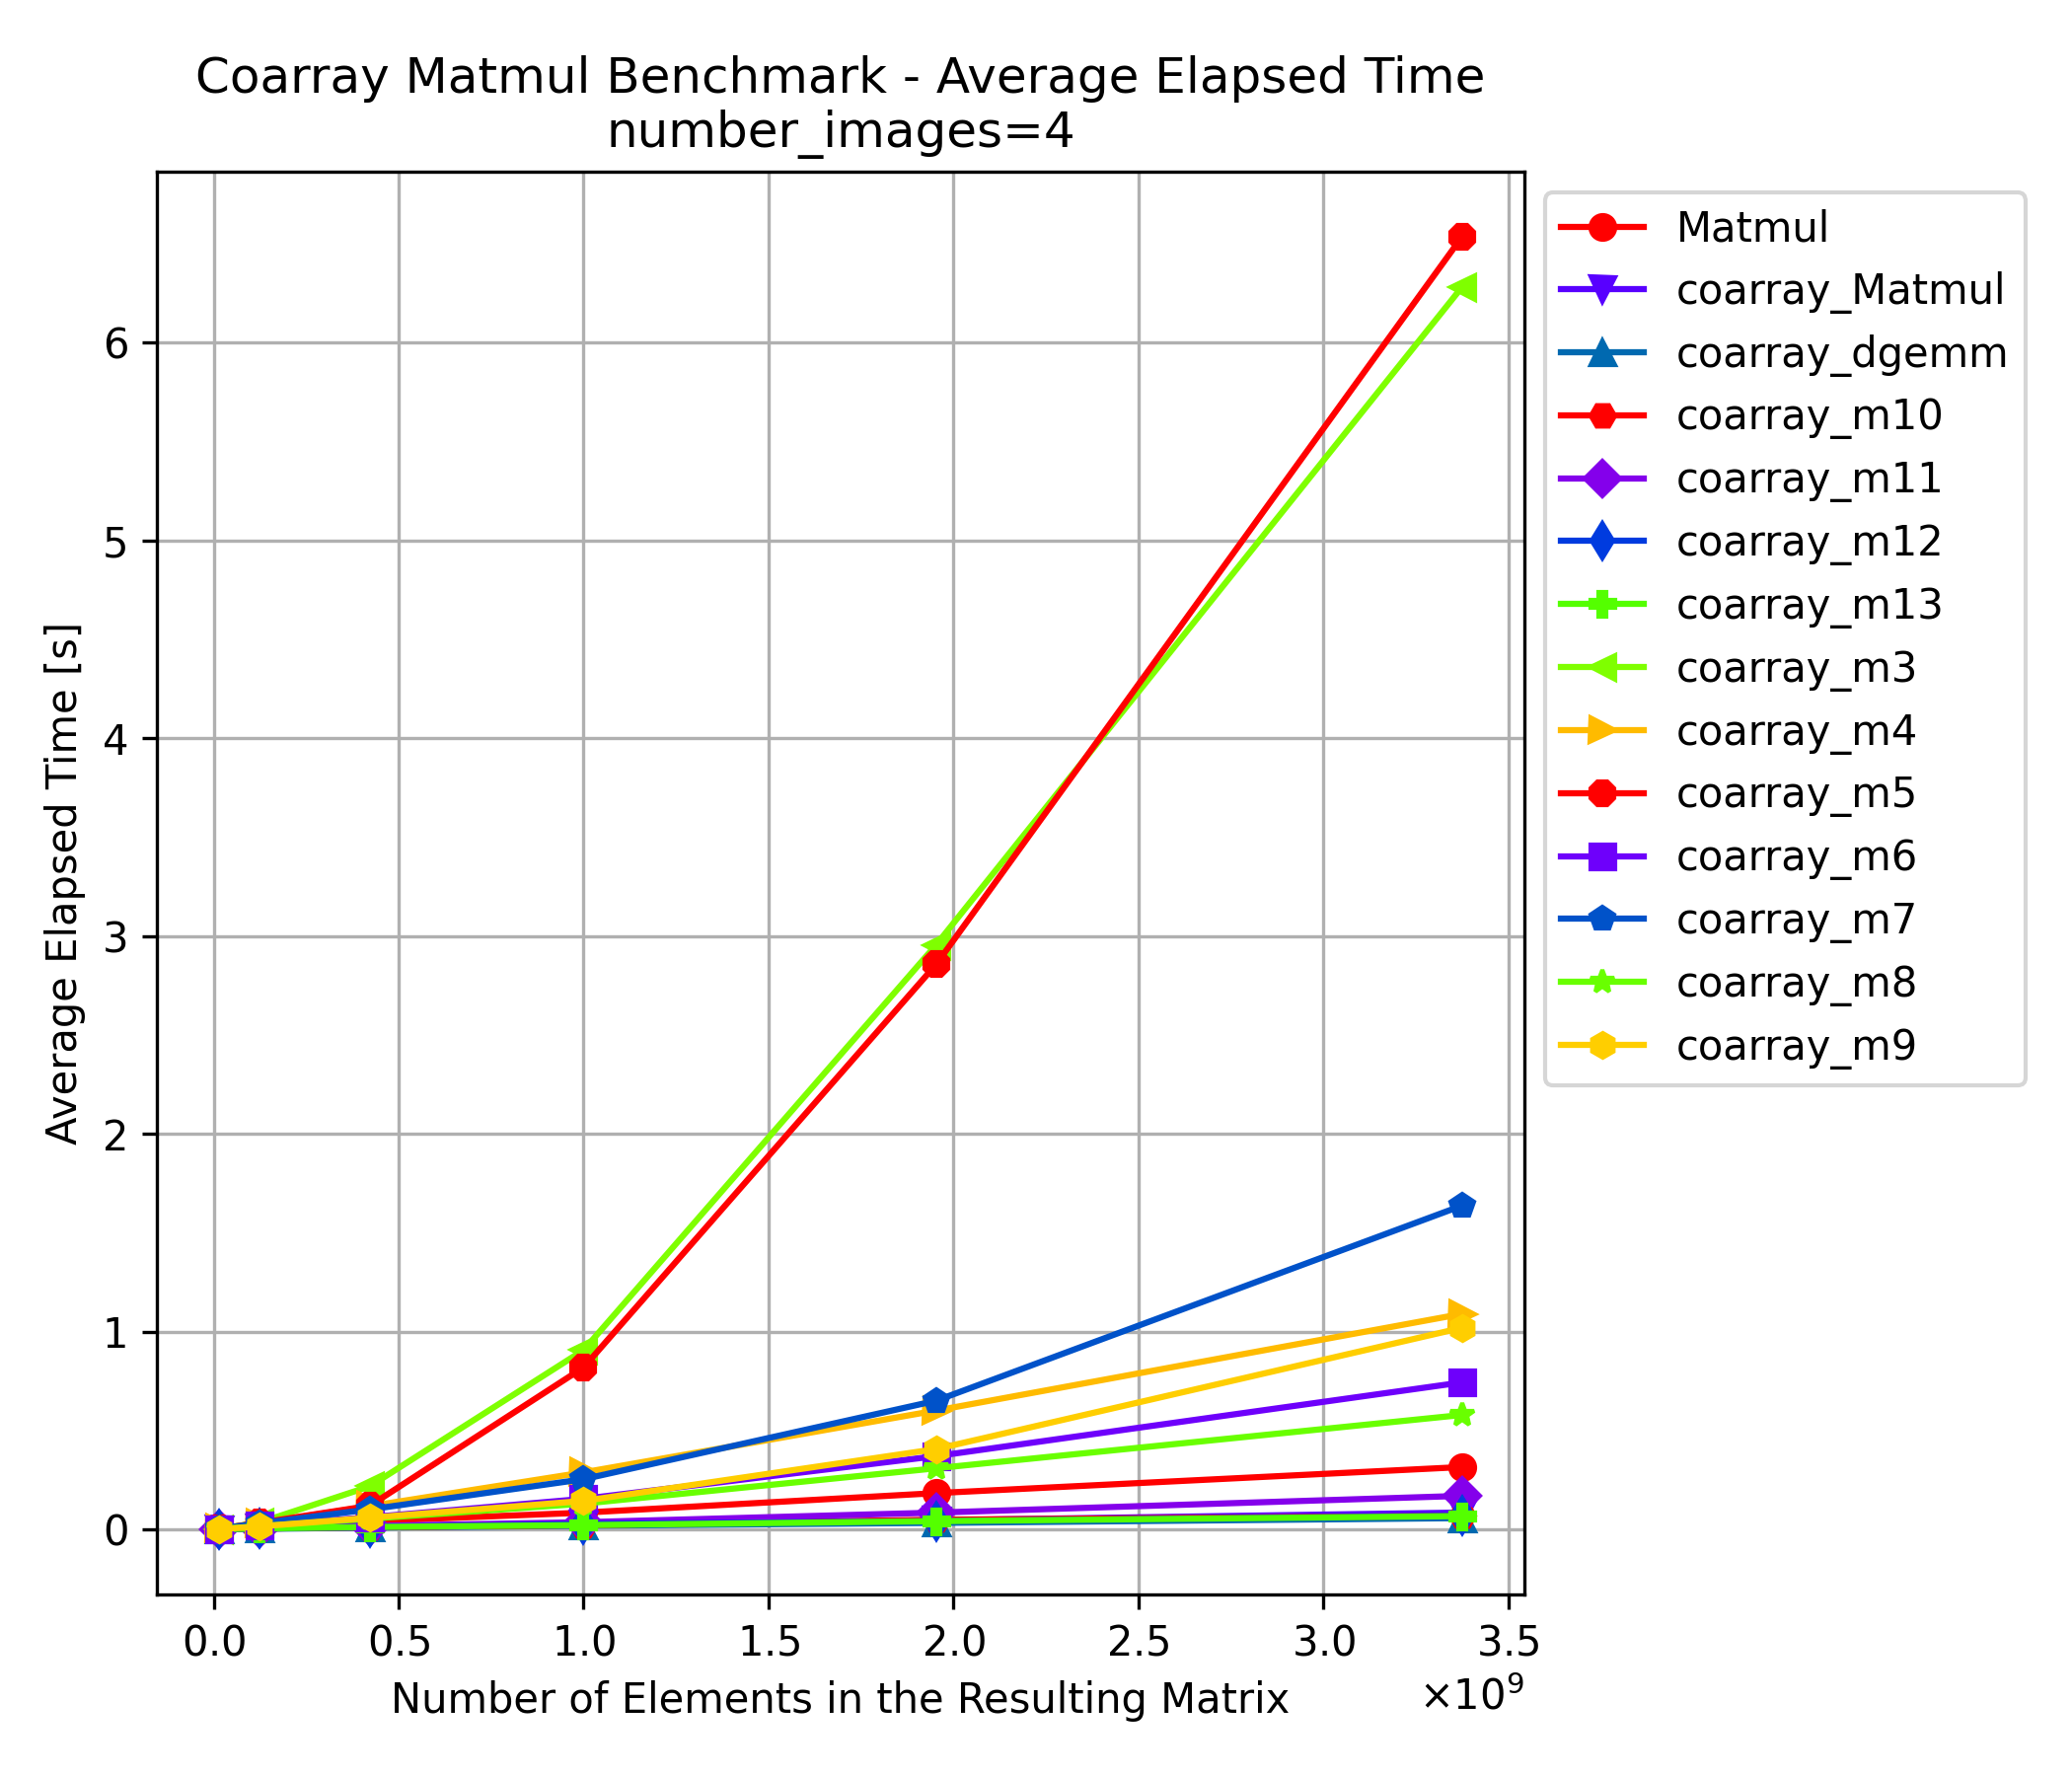 Coarray Matmul Benchmark - Average Elapsed Time
number_images=4
Average Elapsed Time [s]
6
5
4
3
2
1
0
0.0 0.5 1.0 1.5 2.0 2.5 3.0 3.5
×10⁹
Number of Elements in the Resulting Matrix
Matmul
coarray_Matmul
coarray_dgemm
coarray_m10
coarray_m11
coarray_m12
coarray_m13
coarray_m3
coarray_m4
coarray_m5
coarray_m6
coarray_m7
coarray_m8
coarray_m9